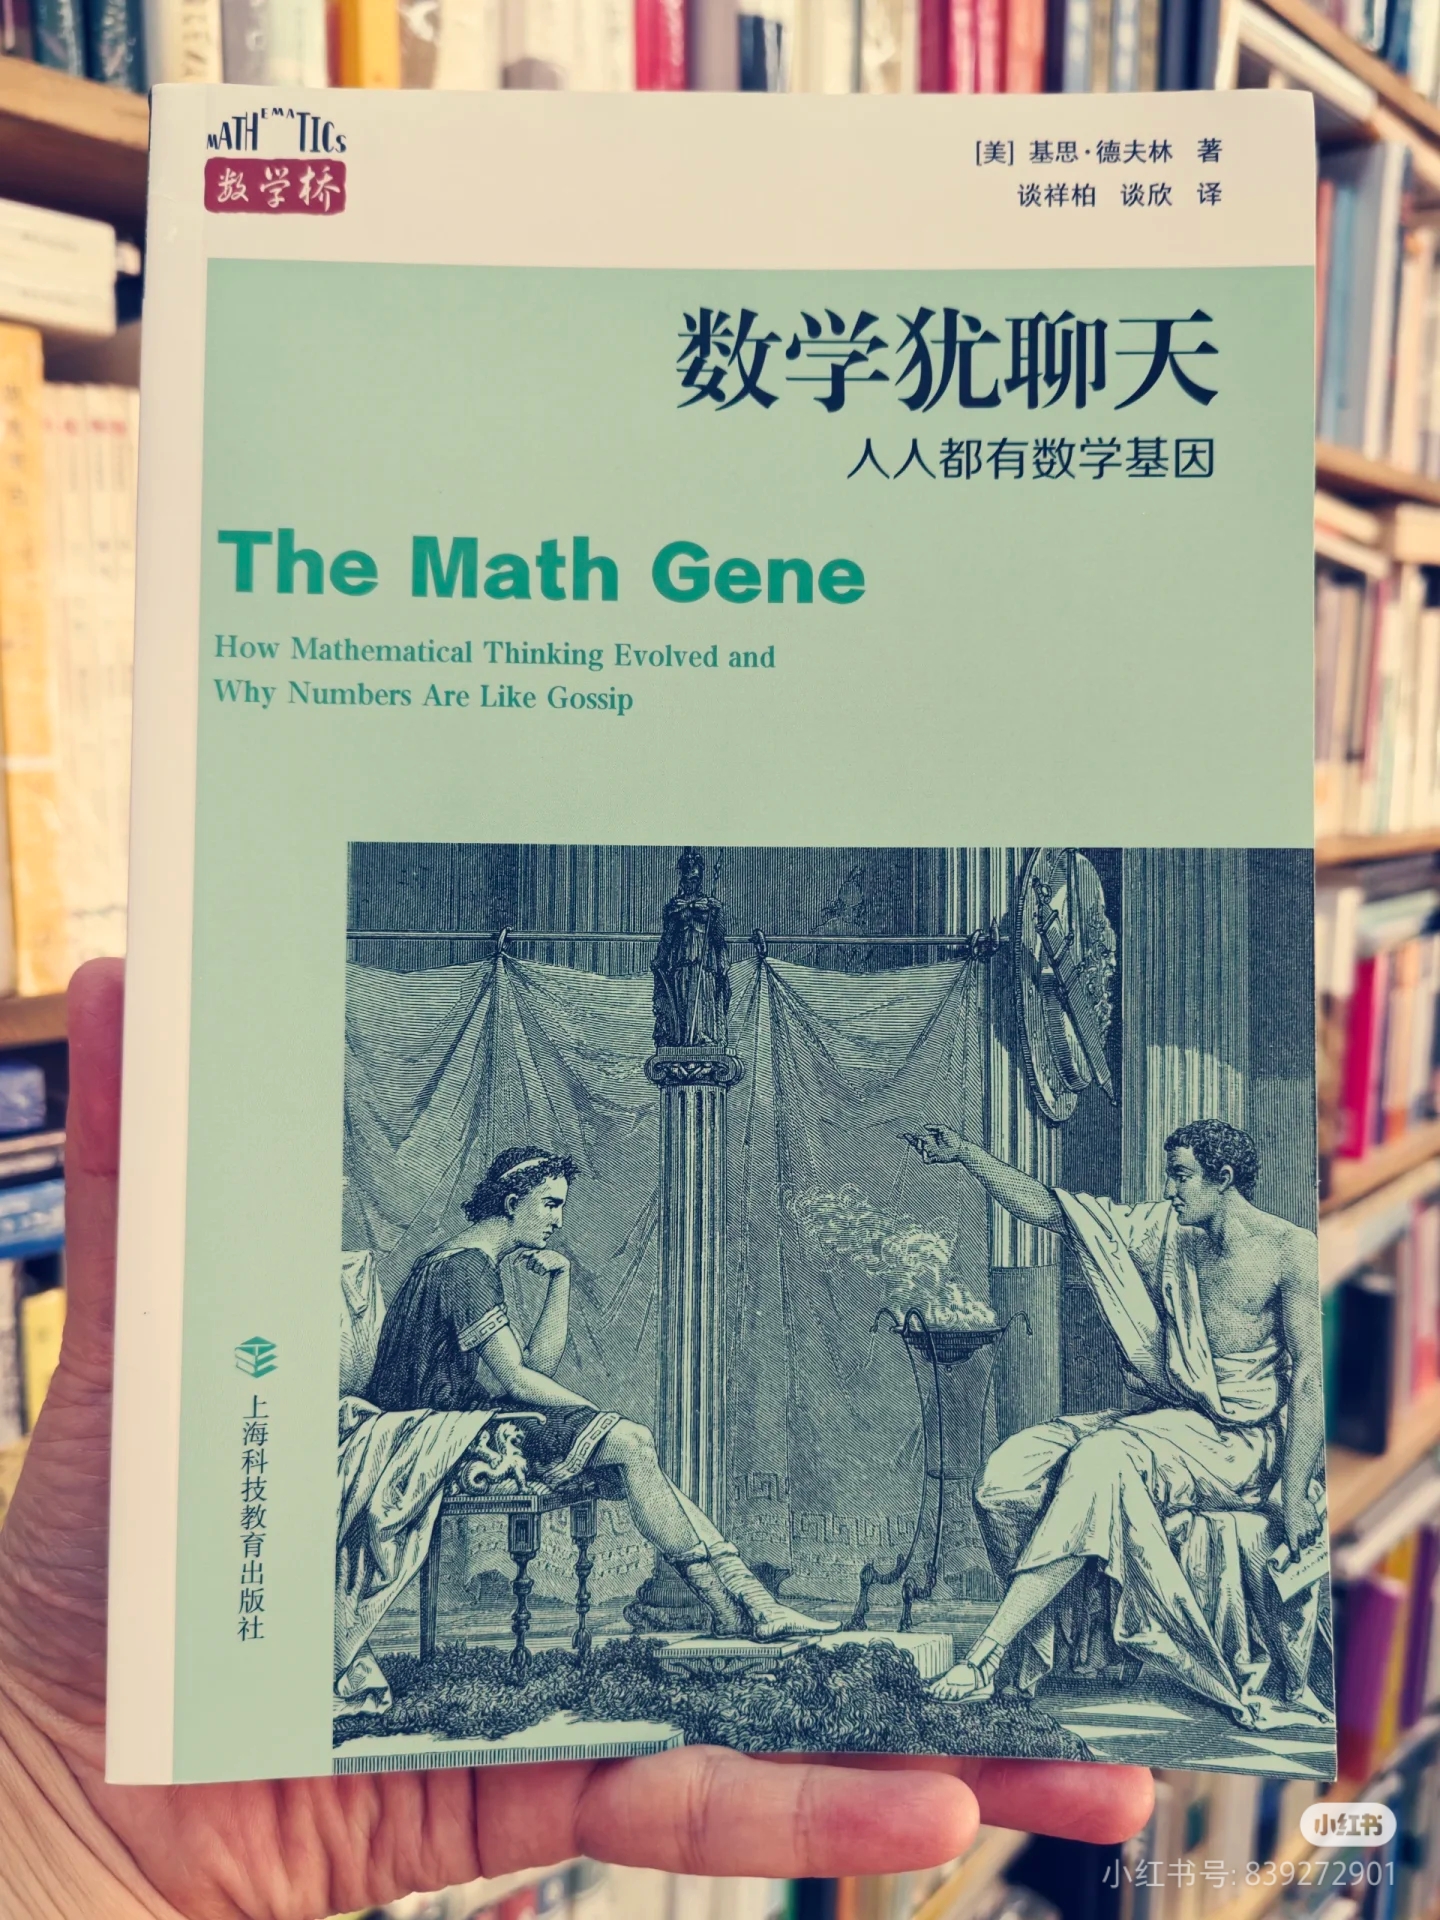 MATHEMATICS
数学桥
[美] 基思·德夫林 著
谈祥柏 谈欣 译
数学犹聊天
人人都有数学基因
The Math Gene
How Mathematical Thinking Evolved and
Why Numbers Are Like Gossip
上海科技教育出版社
小红书
小红书号: 839272901